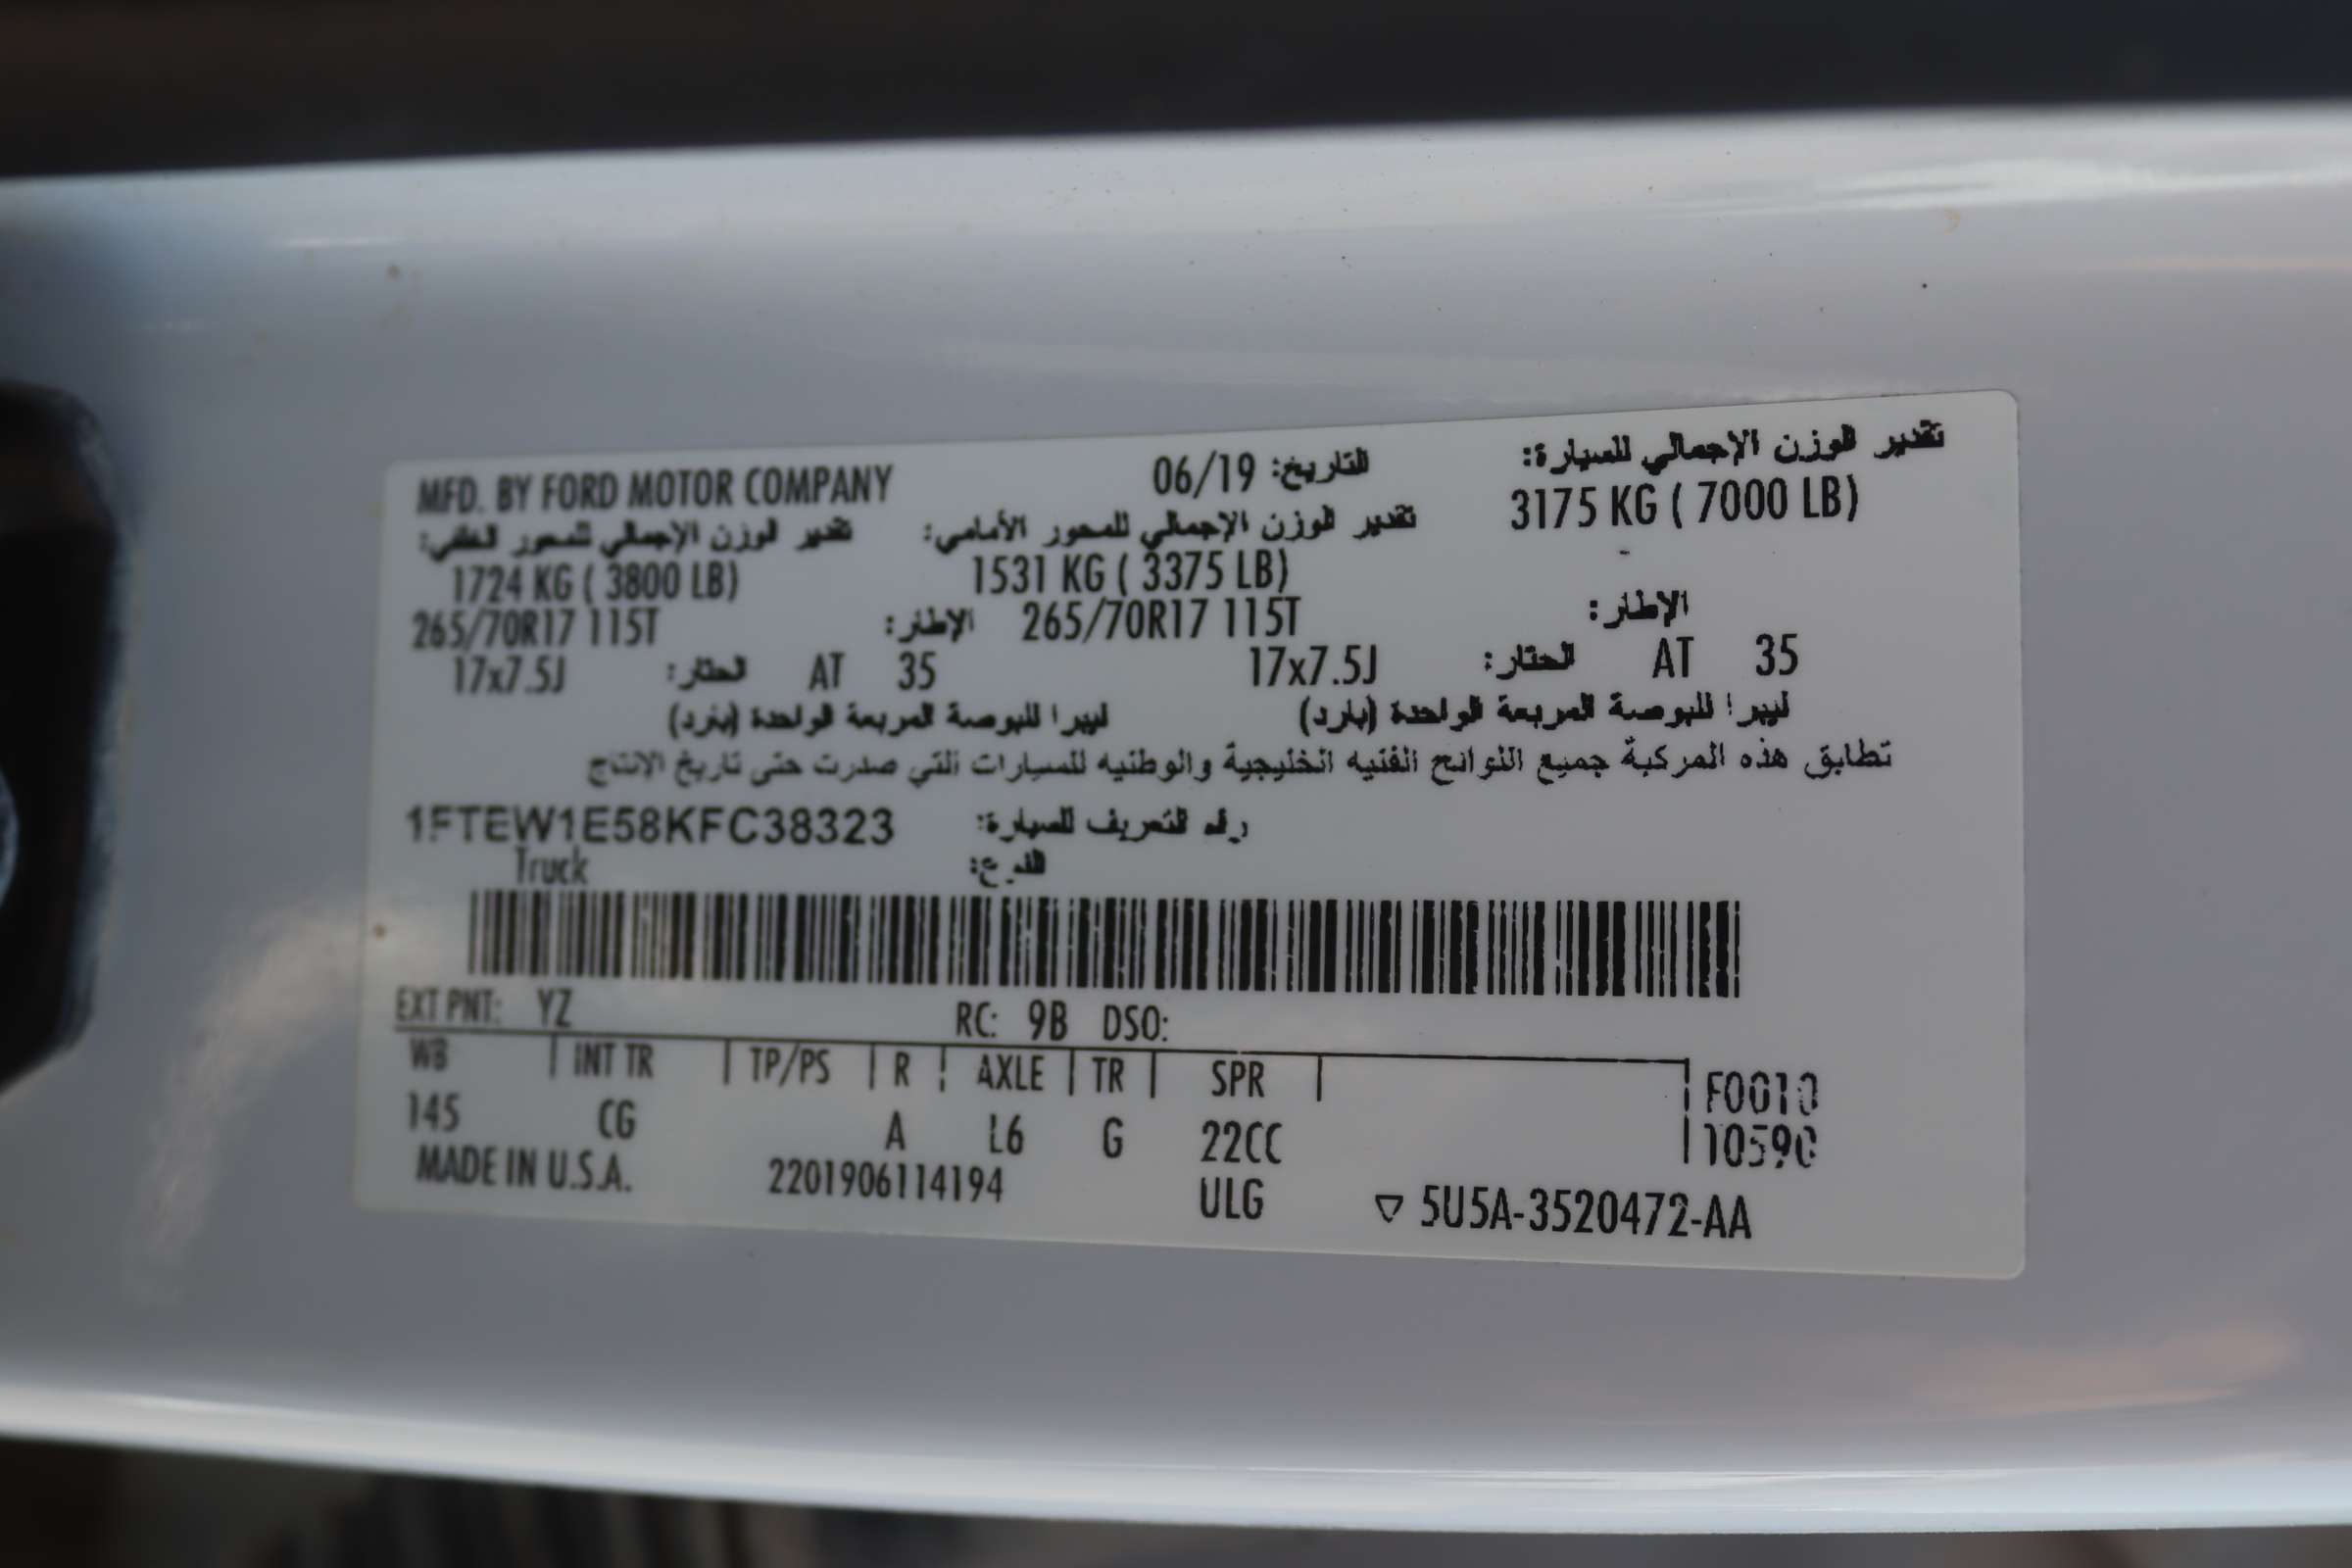 MFD. BY FORD MOTOR COMPANY 06/19 التاريخ: تقدير الوزن الإجمالي للسيارة:
3175 KG ( 7000 LB)
تقدير الوزن الإجمالي للمحور الخلفي: تقدير الوزن الإجمالي للمحور الأمامي:
1724 KG ( 3800 LB) 1531 KG ( 3375 LB)
265/70R17 115T الإطار: 265/70R17 115T الإطار:
17x7.5J الحتار: AT 35 17x7.5J الحتار: AT 35
ليبرا للبوصة المربعة الواحدة (بارد) ليبرا للبوصة المربعة الواحدة (بارد)
تطابق هذه المركبة جميع اللوائح الفنيه الخليجية والوطنيه للسيارات التي صدرت حتى تاريخ الانتاج
1FTEW1E58KFC38323 رقم التعريف للسيارة:
Truck النوع:
EXT PNT: YZ RC: 9B DSO:
WB INT TR TP/PS R AXLE TR SPR
F0010
145 CG A L6 G 22CC
10590
MADE IN U.S.A. 2201906114194 ULG ▽ 5U5A-3520472-AA